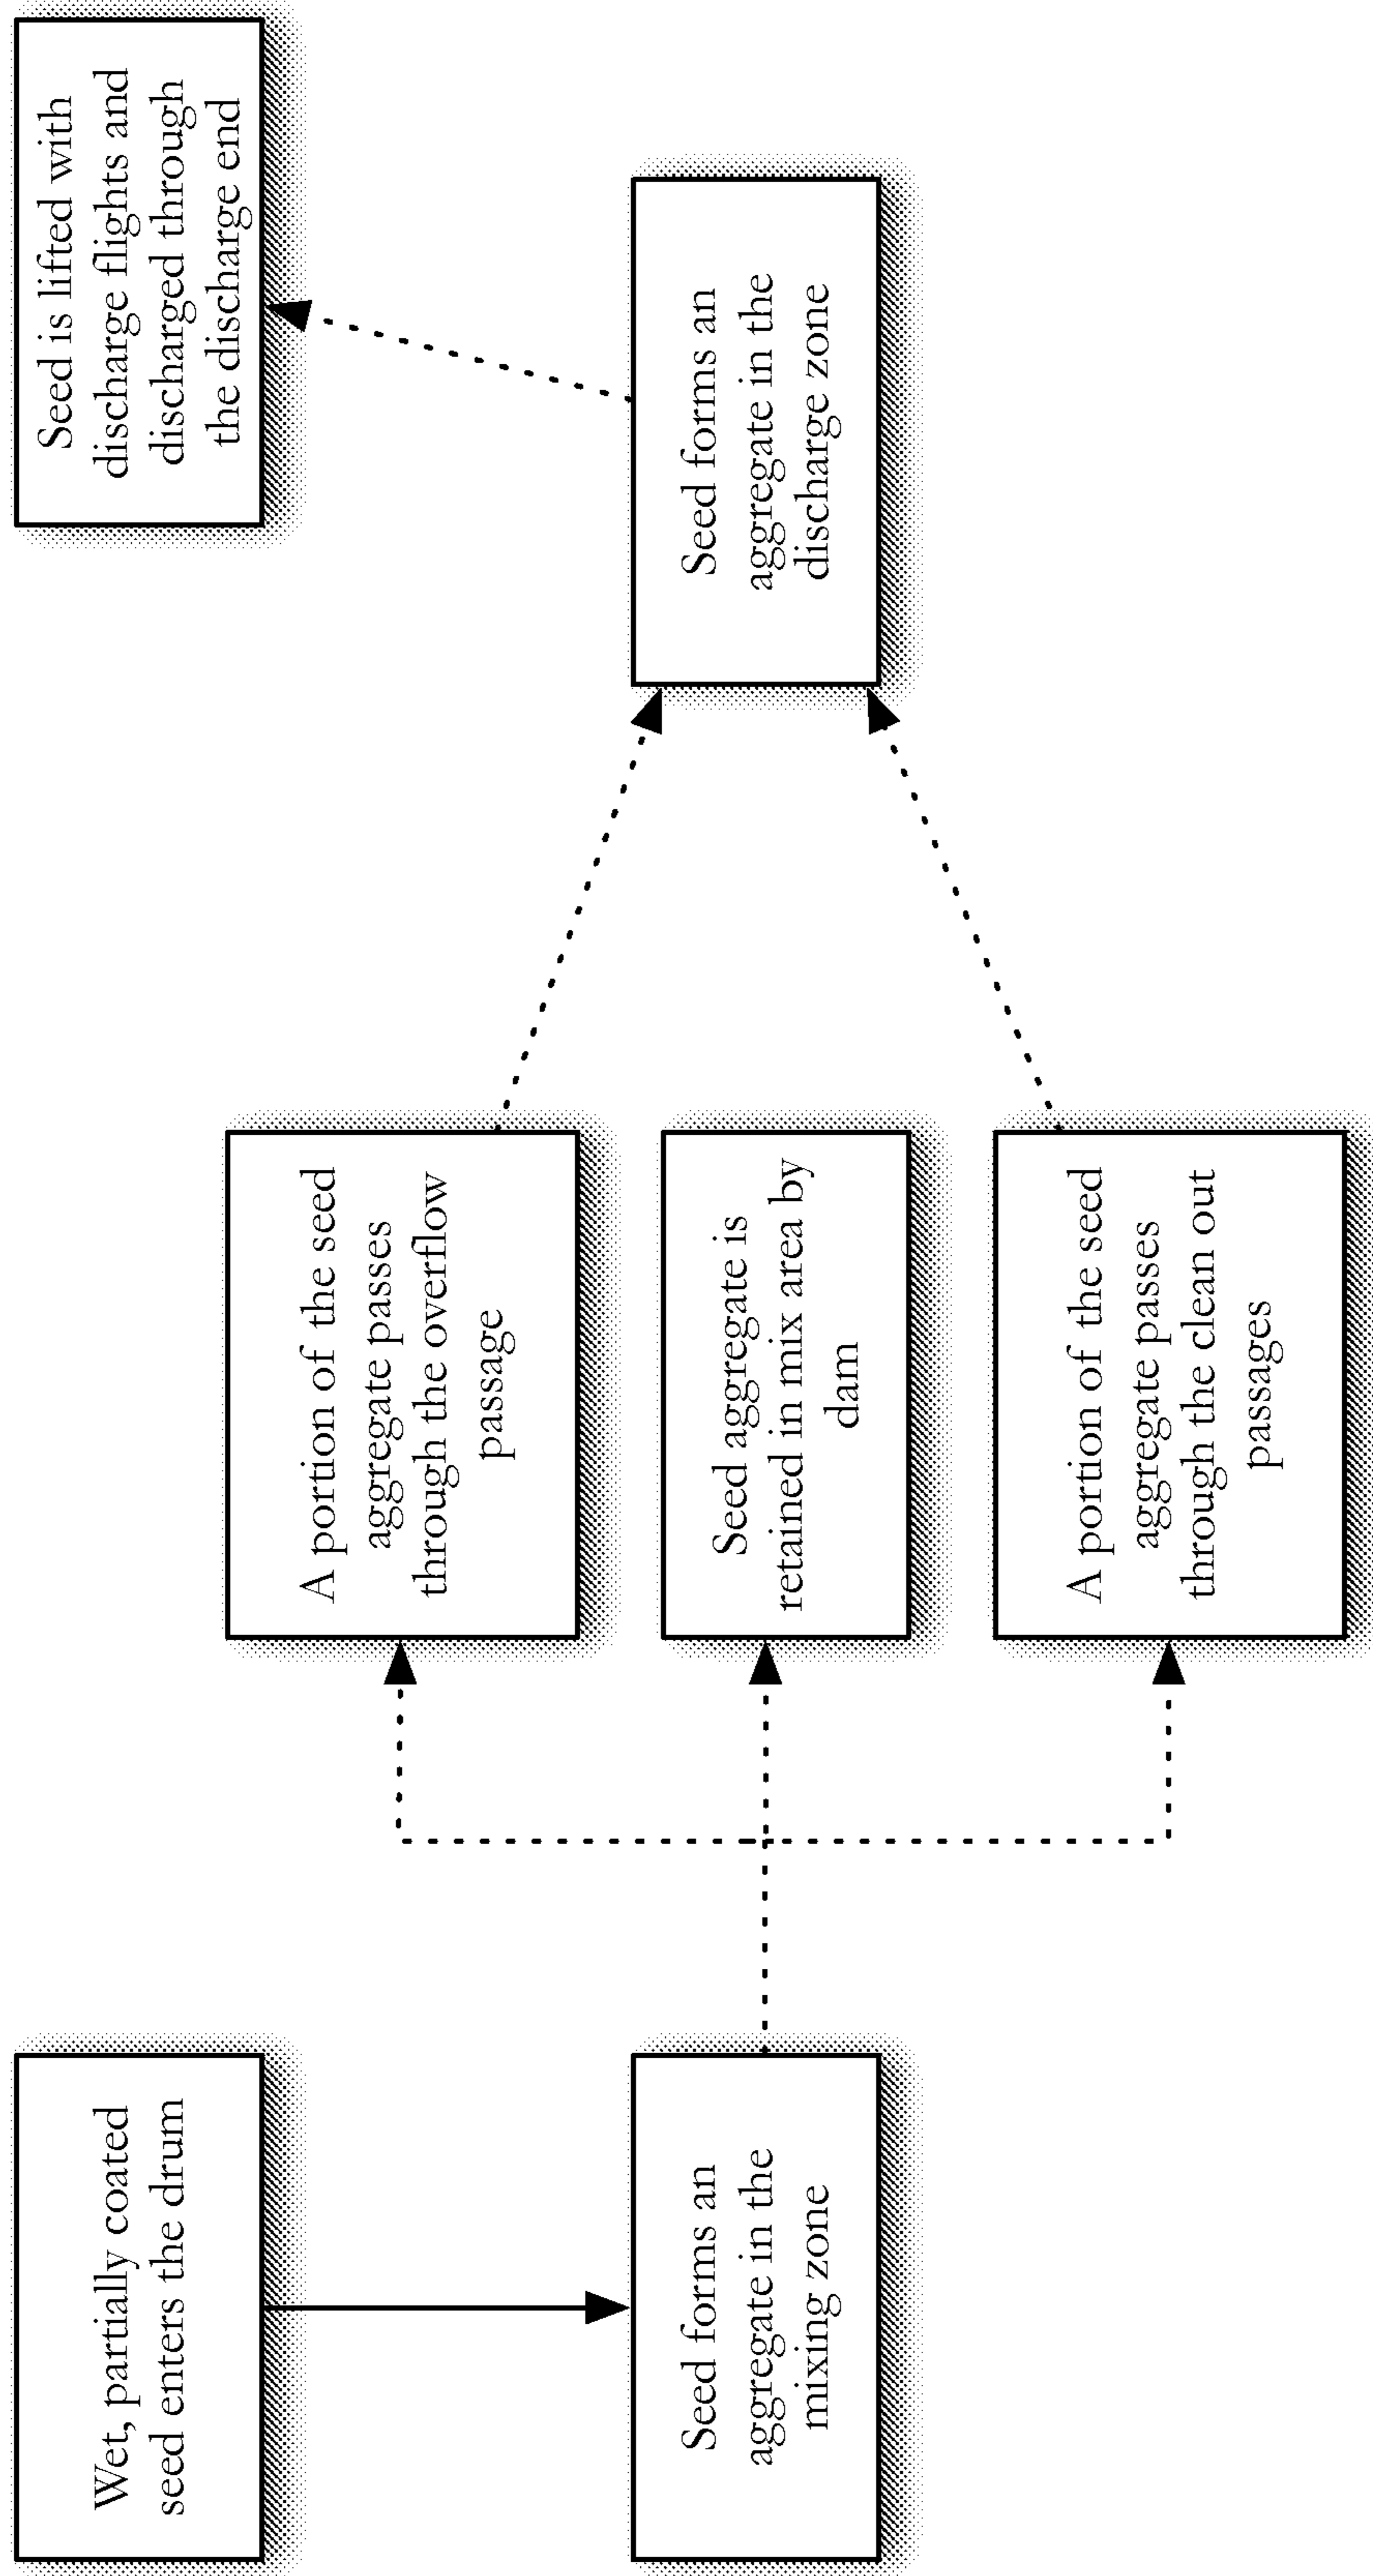 Wet, partially coated
seed enters the drum
Seed forms an
aggregate in the
mixing zone
A portion of the seed
aggregate passes
through the overflow
passage
Seed aggregate is
retained in mix area by
dam
A portion of the seed
aggregate passes
through the clean out
passages
Seed forms an
aggregate in the
discharge zone
Seed is lifted with
discharge flights and
discharged through
the discharge end